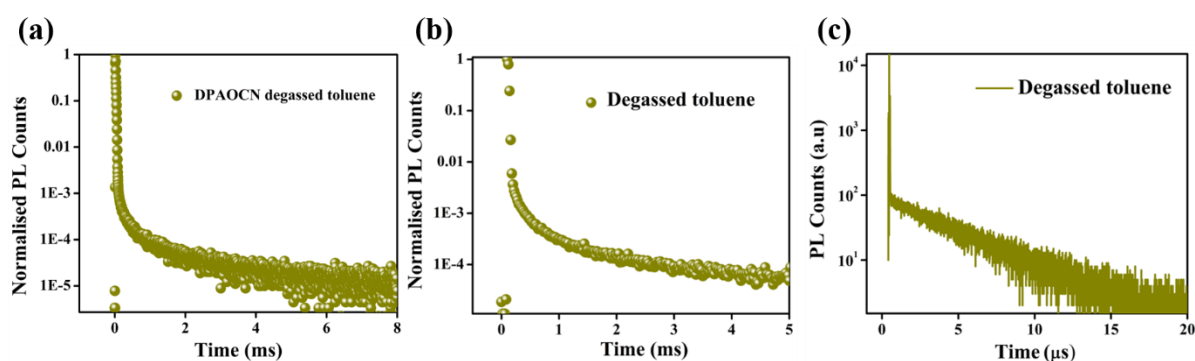 (a)
Normalised PL Counts
1
0.1
0.01
1E-3
1E-4
1E-5
DPAOCN degassed toluene
0
2
4
6
8
Time (ms)
(b)
Normalised PL Counts
1
0.1
0.01
1E-3
1E-4
Degassed toluene
0
1
2
3
4
5
Time (ms)
(c)
PL Counts (a.u)
10⁴
10³
10²
10¹
Degassed toluene
0
5
10
15
20
Time (μs)